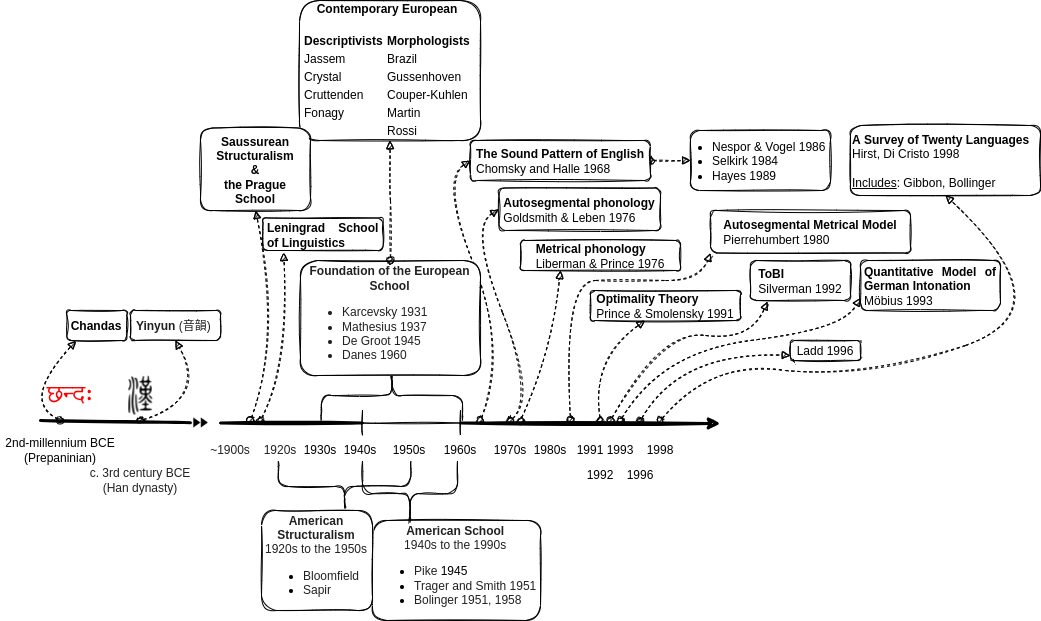 Contemporary European
Descriptivists Morphologists
Jassem Brazil
Crystal Gussenhoven
Cruttenden Couper-Kuhlen
Fonagy Martin
Rossi
Saussurean
Structuralism
&
the Prague
School
The Sound Pattern of English
Chomsky and Halle 1968
• Nespor & Vogel 1986
• Selkirk 1984
• Hayes 1989
A Survey of Twenty Languages
Hirst, Di Cristo 1998
Includes: Gibbon, Bollinger
Autosegmental phonology
Goldsmith & Leben 1976
Leningrad School
of Linguistics
Autosegmental Metrical Model
Pierrehumbert 1980
Metrical phonology
Liberman & Prince 1976
Foundation of the European
School
• Karcevsky 1931
• Mathesius 1937
• De Groot 1945
• Danes 1960
ToBI
Silverman 1992
Quantitative Model of
German Intonation
Möbius 1993
Optimality Theory
Prince & Smolensky 1991
Chandas
Yinyun (音韻)
Ladd 1996
छन्दः
漢
2nd-millennium BCE
(Prepaninian)
c. 3rd century BCE
(Han dynasty)
~1900s 1920s 1930s 1940s 1950s 1960s 1970s 1980s 1991 1993 1998
1992 1996
American
Structuralism
1920s to the 1950s
• Bloomfield
• Sapir
American School
1940s to the 1990s
• Pike 1945
• Trager and Smith 1951
• Bolinger 1951, 1958